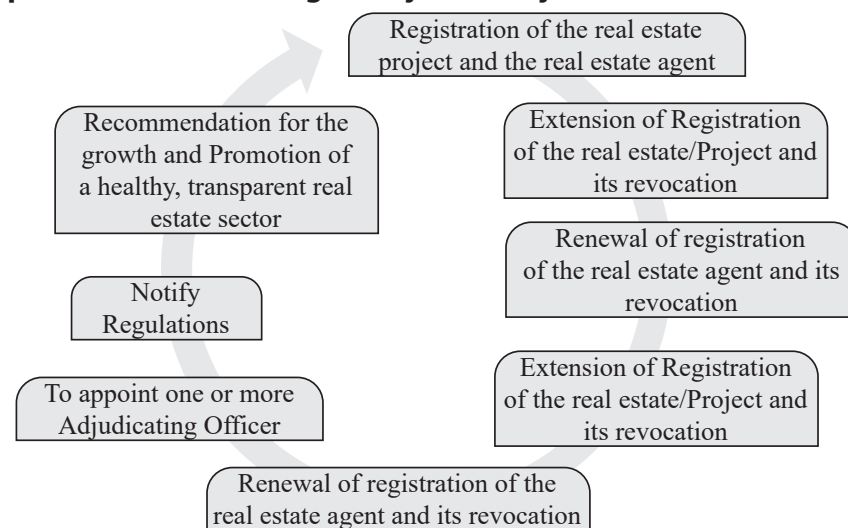 Registration of the real estate
project and the real estate agent
Extension of Registration
of the real estate/Project and
its revocation
Renewal of registration
of the real estate agent and its
revocation
Extension of Registration
of the real estate/Project and
its revocation
Renewal of registration of the
real estate agent and its revocation
To appoint one or more
Adjudicating Officer
Notify
Regulations
Recommendation for the
growth and Promotion of
a healthy, transparent real
estate sector